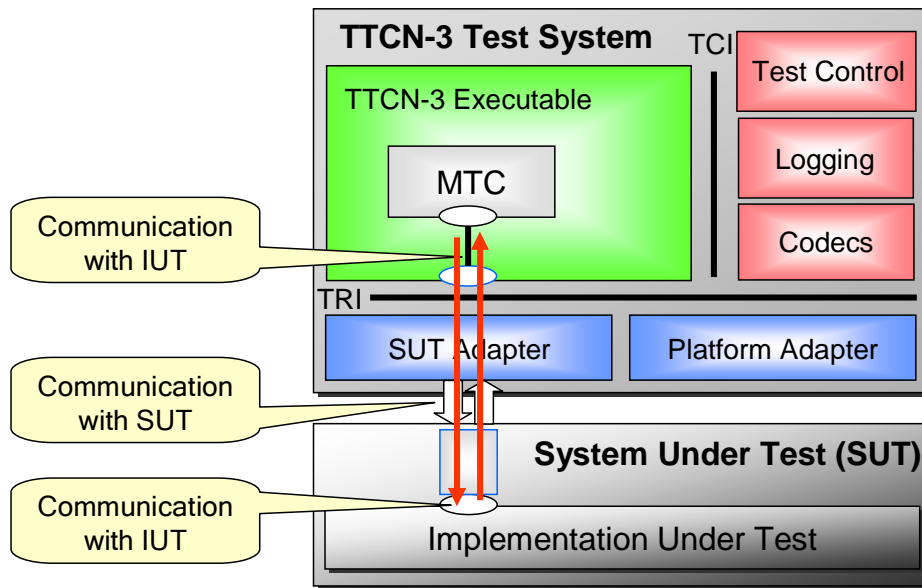 TTCN-3 Test System
TCI
Test Control
TTCN-3 Executable
Logging
MTC
Codecs
Communication
with IUT
TRI
SUT Adapter
Platform Adapter
Communication
with SUT
System Under Test (SUT)
Communication
with IUT
Implementation Under Test